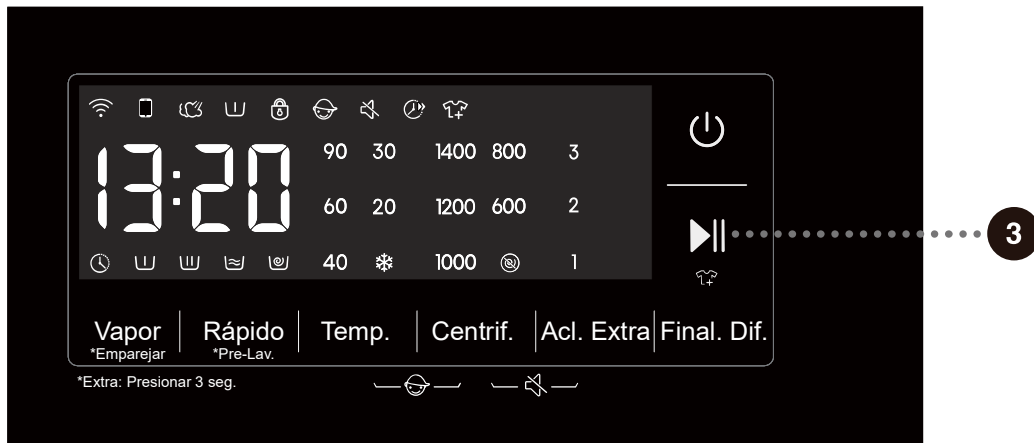 13:20
90 30 1400 800 3
60 20 1200 600 2
40 1000 1
3
Vapor Rápido Temp. Centrif. Acl. Extra Final. Dif.
*Emparejar *Pre-Lav.
*Extra: Presionar 3 seg.